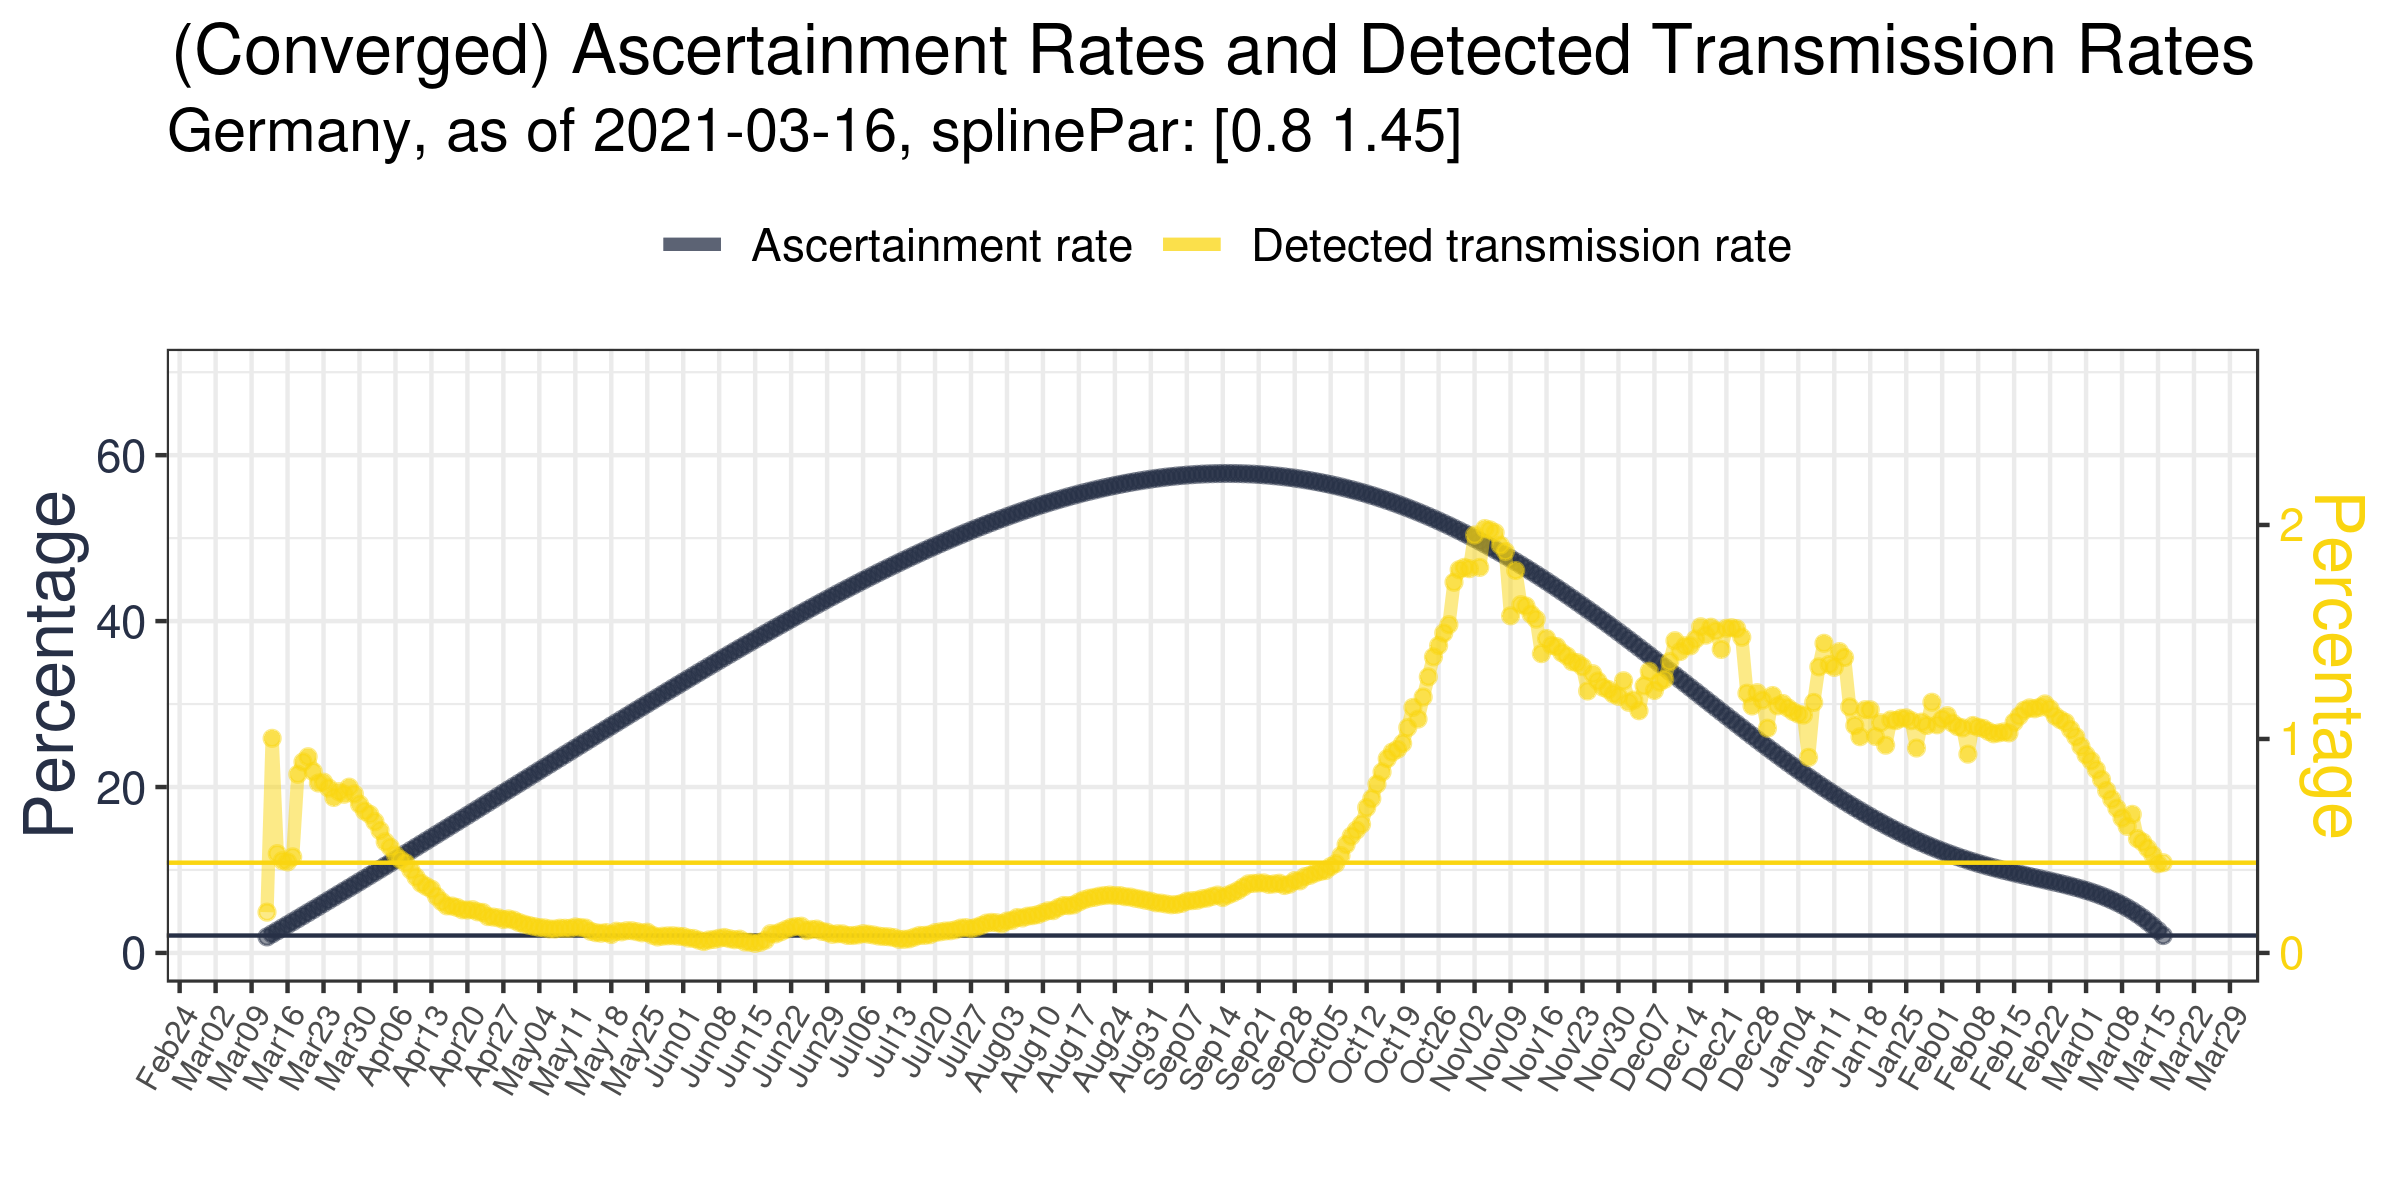 (Converged) Ascertainment Rates and Detected Transmission Rates
Germany, as of 2021-03-16, splinePar: [0.8 1.45]
Ascertainment rate Detected transmission rate
Percentage
60
40
20
0
2
1
0
Percentage
Feb24 Mar02 Mar09 Mar16 Mar23 Mar30 Apr06 Apr13 Apr20 Apr27 May04 May11 May18 May25 Jun01 Jun08 Jun15 Jun22 Jun29 Jul06 Jul13 Jul20 Jul27 Aug03 Aug10 Aug17 Aug24 Aug31 Sep07 Sep14 Sep21 Sep28 Oct05 Oct12 Oct19 Oct26 Nov02 Nov09 Nov16 Nov23 Nov30 Dec07 Dec14 Dec21 Dec28 Jan04 Jan11 Jan18 Jan25 Feb01 Feb08 Feb15 Feb22 Mar01 Mar08 Mar15 Mar22 Mar29